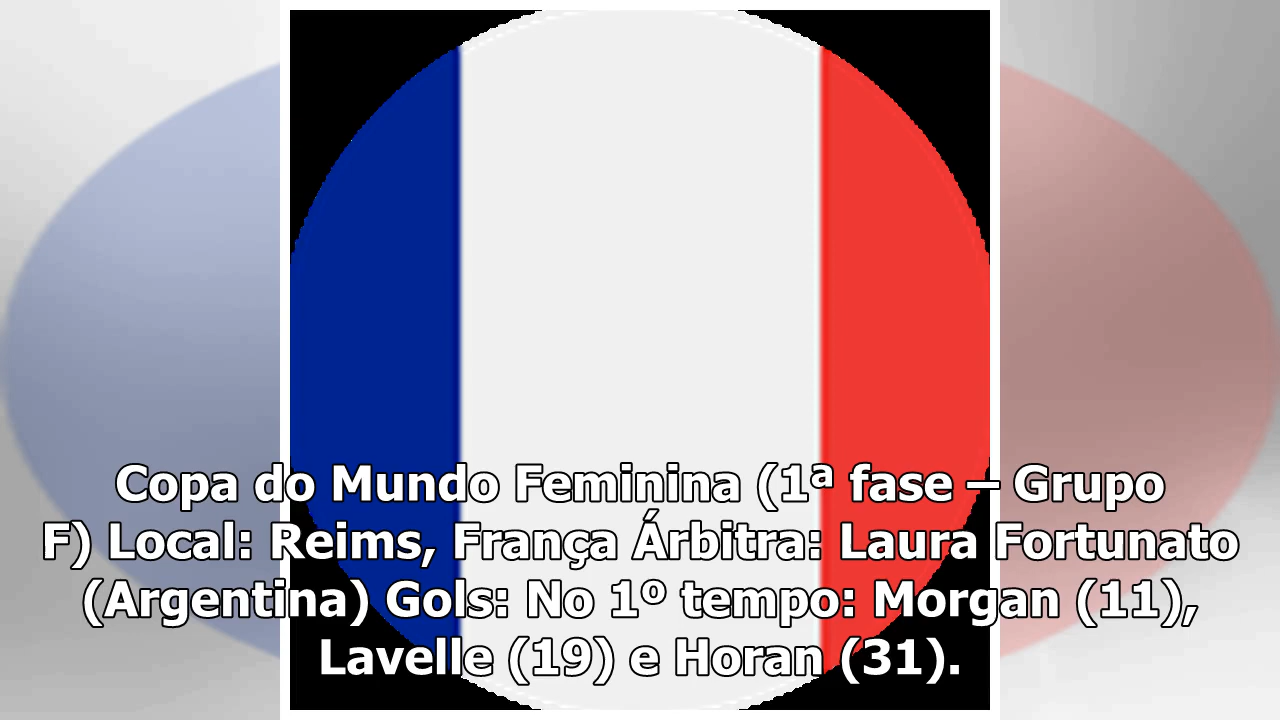 Copa do Mundo Feminina (1ª fase – Grupo
F) Local: Reims, França Árbitra: Laura Fortunato
(Argentina) Gols: No 1º tempo: Morgan (11),
Lavelle (19) e Horan (31).